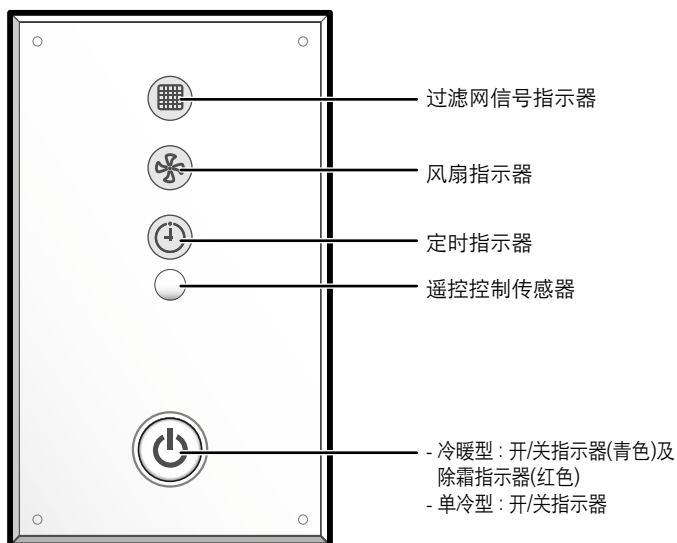 过滤网信号指示器
风扇指示器
定时指示器
遥控控制传感器
- 冷暖型 : 开/关指示器(青色)及
除霜指示器(红色)
- 单冷型 : 开/关指示器